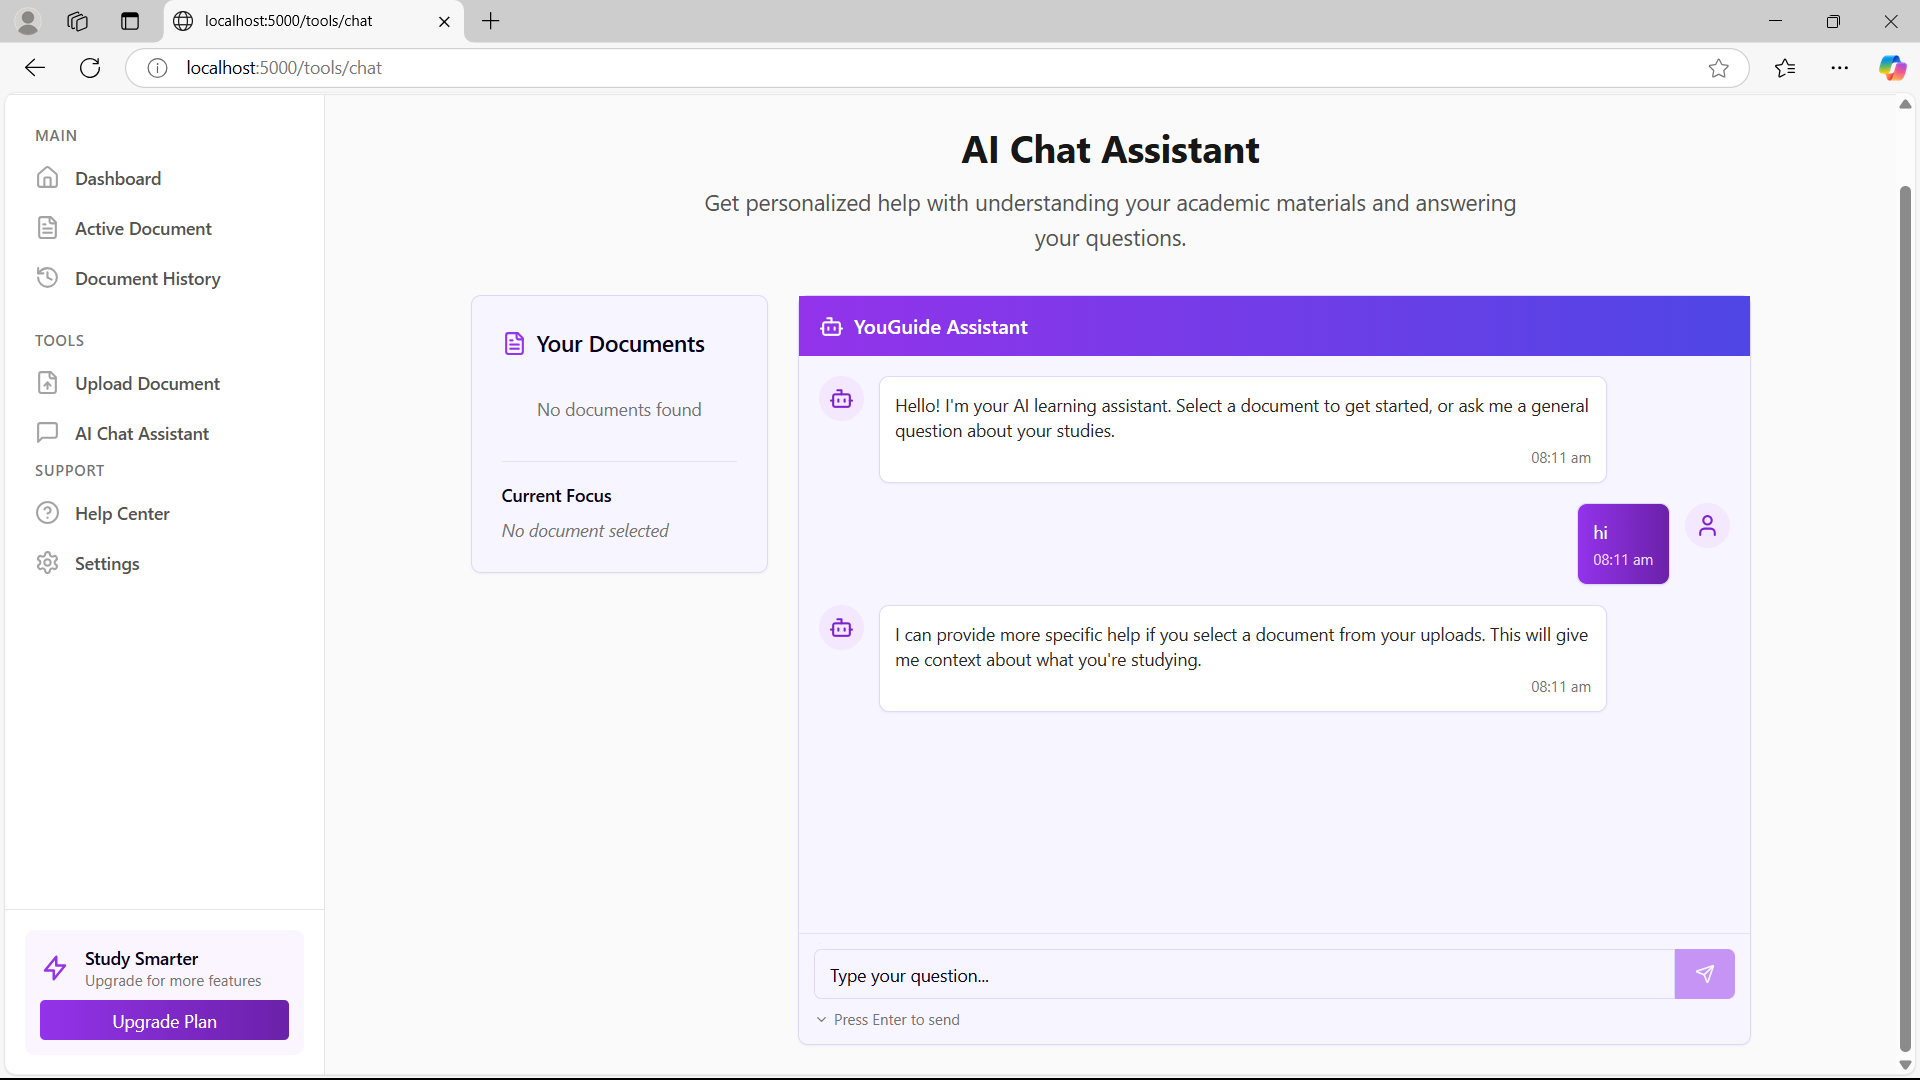 localhost:5000/tools/chat
localhost:5000/tools/chat
MAIN
Dashboard
Active Document
Document History
TOOLS
Upload Document
AI Chat Assistant
SUPPORT
Help Center
Settings
Study Smarter
Upgrade for more features
Upgrade Plan
AI Chat Assistant
Get personalized help with understanding your academic materials and answering
your questions.
Your Documents
No documents found
Current Focus
No document selected
YouGuide Assistant
Hello! I'm your AI learning assistant. Select a document to get started, or ask me a general
question about your studies.
08:11 am
hi
08:11 am
I can provide more specific help if you select a document from your uploads. This will give
me context about what you're studying.
08:11 am
Type your question...
Press Enter to send